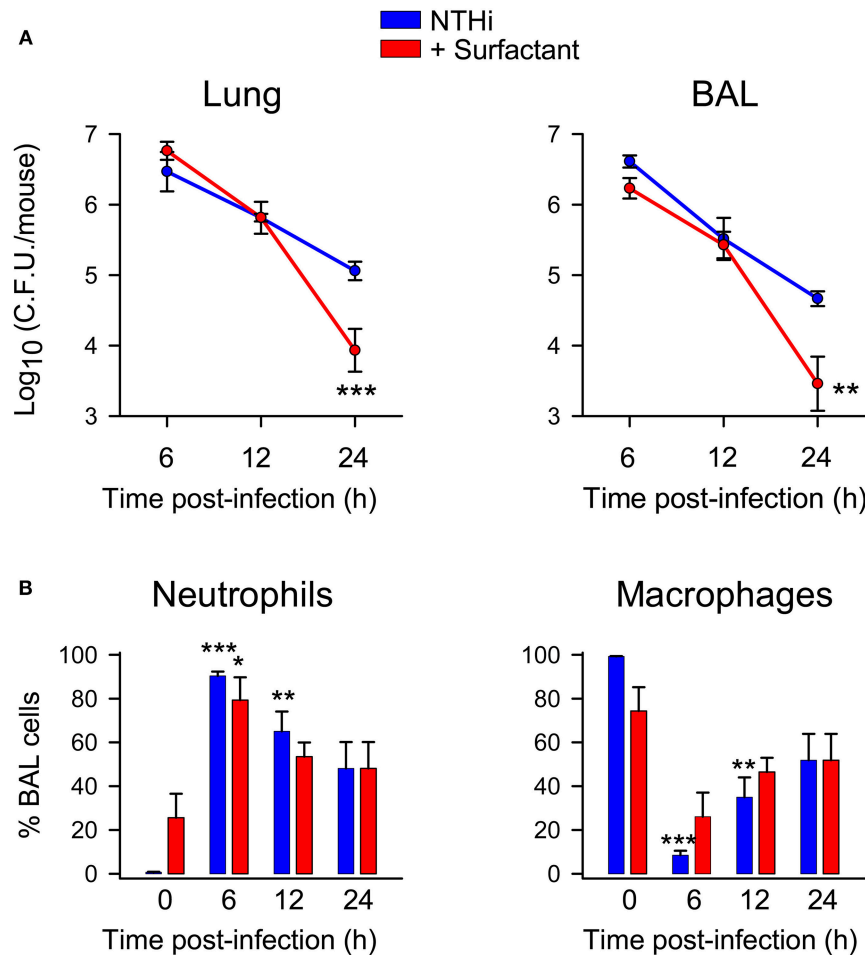 NTHi
+ Surfactant
A
Lung
BAL
Log10 (C.F.U./mouse)
7
6
5
4
3
***
6 12 24
Time post-infection (h)
7
6
5
4
3
**
6 12 24
Time post-infection (h)
B
Neutrophils
Macrophages
% BAL cells
100
80
60
40
20
0
***
*
**
0 6 12 24
Time post-infection (h)
100
80
60
40
20
0
***
**
0 6 12 24
Time post-infection (h)